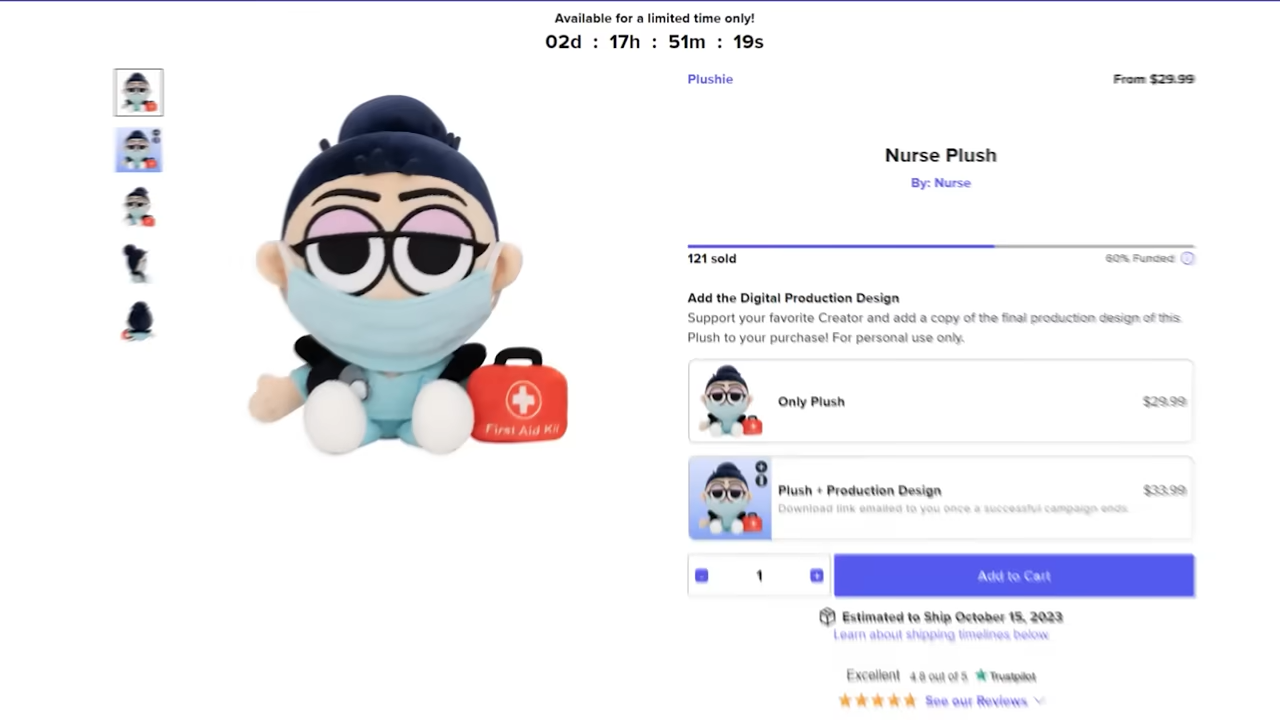 Available for a limited time only!
02d : 17h : 51m : 19s
Plushie
From $29.99
Nurse Plush
By: Nurse
121 sold
60% Funded
Add the Digital Production Design
Support your favorite Creator and add a copy of the final production design of this
Plush to your purchase! For personal use only.
Only Plush
$29.99
Plush + Production Design
$33.99
Download link emailed to you once a successful campaign ends.
- 1 +
Add to Cart
Estimated to Ship October 15, 2023
Learn about shipping timelines below
Excellent 4.8 out of 5 Trustpilot
See our Reviews
First Aid Kit